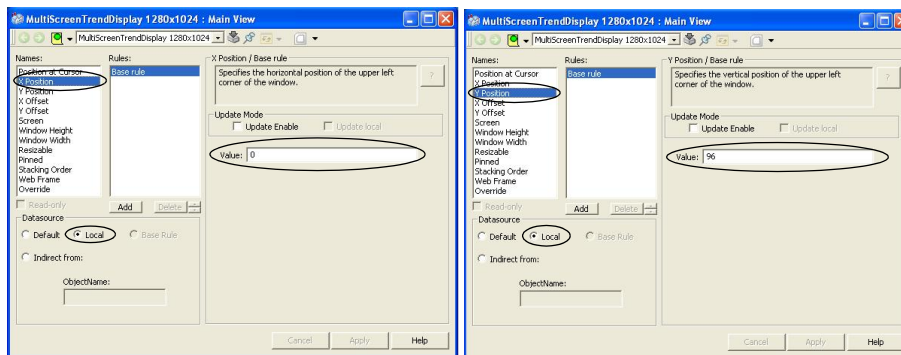 MultiScreenTrendDisplay 1280x1024 : Main View
MultiScreenTrendDisplay 1280x1024
Names:
Position at Cursor
X Position
Y Position
X Offset
Y Offset
Screen
Window Height
Window Width
Resizable
Pinned
Stacking Order
Web Frame
Override
Read-only
Rules:
Base rule
Add
Delete
X Position / Base rule
Specifies the horizontal position of the upper left
corner of the window.
?
Update Mode
Update Enable
Update local
Value: 0
Datasource
Default
Local
Base Rule
Indirect from:
ObjectName:
Cancel
Apply
Help
MultiScreenTrendDisplay 1280x1024 : Main View
MultiScreenTrendDisplay 1280x1024
Names:
Position at Cursor
X Position
Y Position
X Offset
Y Offset
Screen
Window Height
Window Width
Resizable
Pinned
Stacking Order
Web Frame
Override
Read-only
Rules:
Base rule
Add
Delete
Y Position / Base rule
Specifies the vertical position of the upper left
corner of the window.
?
Update Mode
Update Enable
Update local
Value: 96
Datasource
Default
Local
Base Rule
Indirect from:
ObjectName:
Cancel
Apply
Help